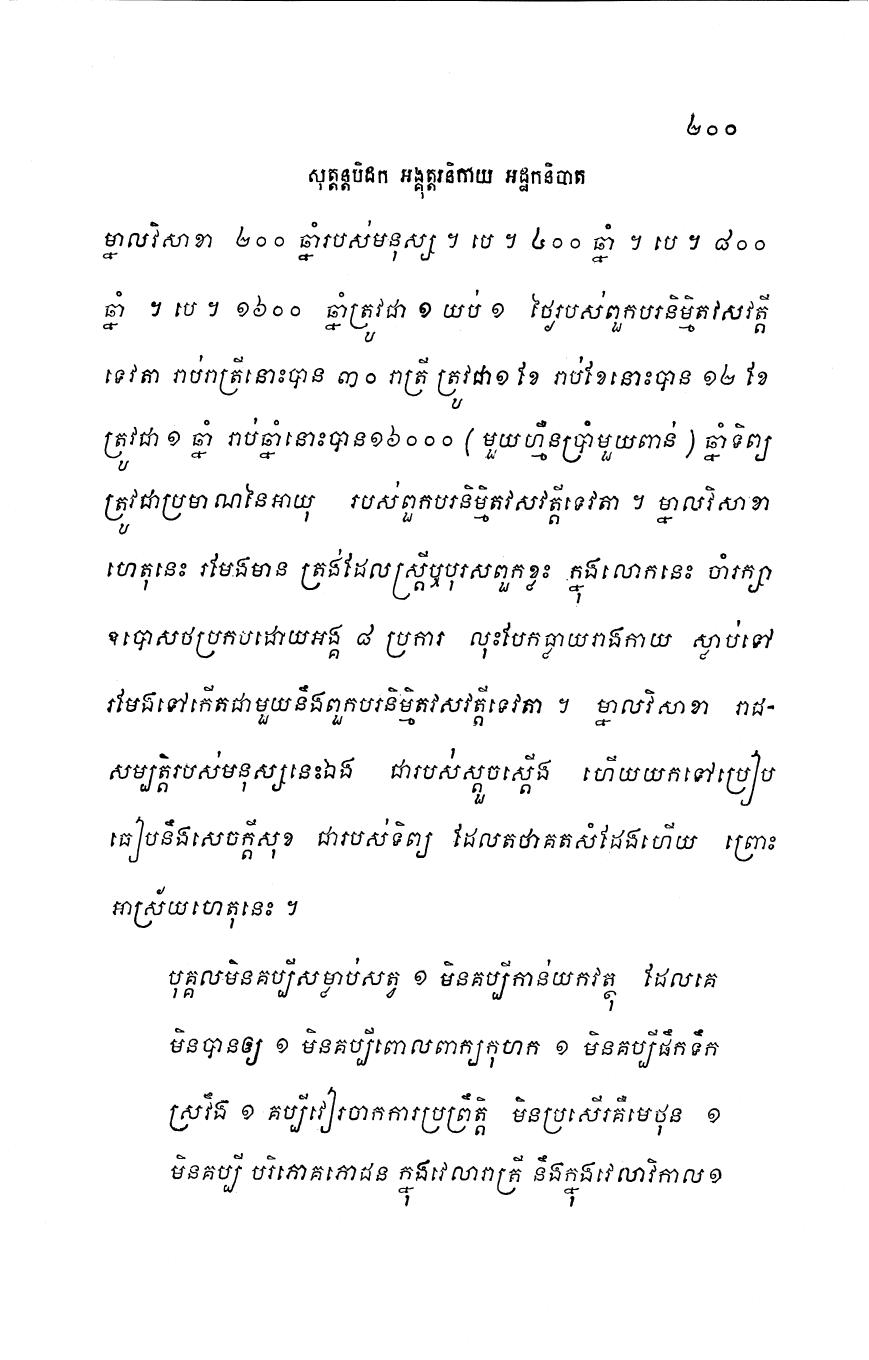 ២០០
សុត្តន្តបិដក អង្គុត្តរនិកាយ អដ្ឋកនិបាត
ម្នាលវិសាខា ២០០ ឆ្នាំរបស់មនុស្ស ។ បេ ។ ៤០០ ឆ្នាំ ។ បេ ។ ៨០០
ឆ្នាំ ។ បេ ។ ១៦០០ ឆ្នាំត្រូវជា ១ យប់ ១ ថ្ងៃរបស់ពួកបរនិម្មិតវសវត្តី
ទេវតា រាប់រាត្រីនោះបាន ៣០ រាត្រី ត្រូវជា១ ខែ រាប់ខែនោះបាន ១២ ខែ
ត្រូវជា ១ ឆ្នាំ រាប់ឆ្នាំនោះបាន១៦០០០ ( មួយហ្មឺនប្រាំមួយពាន់ ) ឆ្នាំទិព្យ
ត្រូវជាប្រមាណនៃអាយុ របស់ពួកបរនិម្មិតវសវត្តីទេវតា ។ ម្នាលវិសាខា
ហេតុនេះ រមែងមាន ត្រង់ដែលស្ត្រីឬបុរសពួកខ្លះ ក្នុងលោកនេះ ចាំរក្សា
ឧបោសថប្រកបដោយអង្គ ៨ ប្រការ លុះបែកធ្លាយរាងកាយ ស្លាប់ទៅ
រមែងទៅកើតជាមួយនឹងពួកបរនិម្មិតវសវត្តីទេវតា ។ ម្នាលវិសាខា រាជ-
សម្បត្តិរបស់មនុស្សនេះឯង ជារបស់ស្តួចស្តើង ហើយយកទៅប្រៀប
ធៀបនឹងសេចក្តីសុខ ជារបស់ទិព្យ ដែលតថាគតសំដែងហើយ ព្រោះ
អាស្រ័យហេតុនេះ ។
បុគ្គលមិនគប្បីសម្លាប់សត្វ ១ មិនគប្បីកាន់យកវត្ថុ ដែលគេ
មិនបានឲ្យ ១ មិនគប្បីពោលពាក្យកុហក ១ មិនគប្បីផឹកទឹក
ស្រវឹង ១ គប្បីវៀរចាកការប្រព្រឹត្តិ មិនប្រសើរគឺមេថុន ១
មិនគប្បី បរិភោគភោជន ក្នុងវេលារាត្រី នឹងក្នុងវេលាវិកាល ១